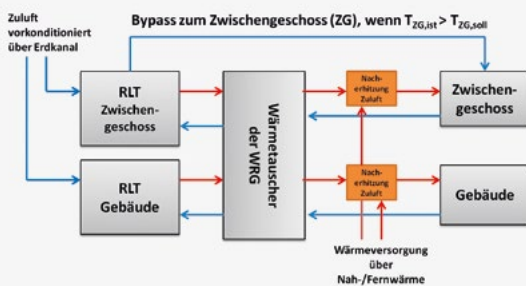 Zuluft
vorkonditioniert
über Erdkanal
Bypass zum Zwischengeschoss (ZG), wenn T_ZG,ist > T_ZG,soll
RLT
Zwischen-
geschoss
Wärmetauscher
der WRG
Nach-
erhitzung
Zuluft
Zwischen-
geschoss
RLT
Gebäude
Nach-
erhitzung
Zuluft
Gebäude
Wärmeversorgung
über
Nah-/Fernwärme